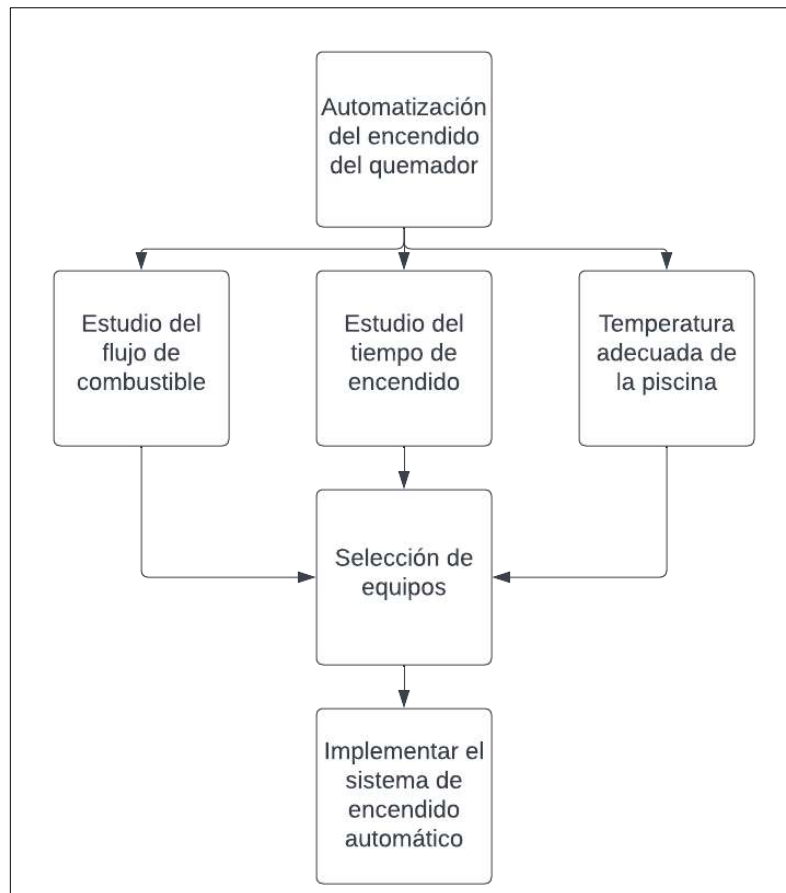 Automatización
del encendido
del quemador
Estudio del
flujo de
combustible
Estudio del
tiempo de
encendido
Temperatura
adecuada de
la piscina
Selección de
equipos
Implementar el
sistema de
encendido
automático